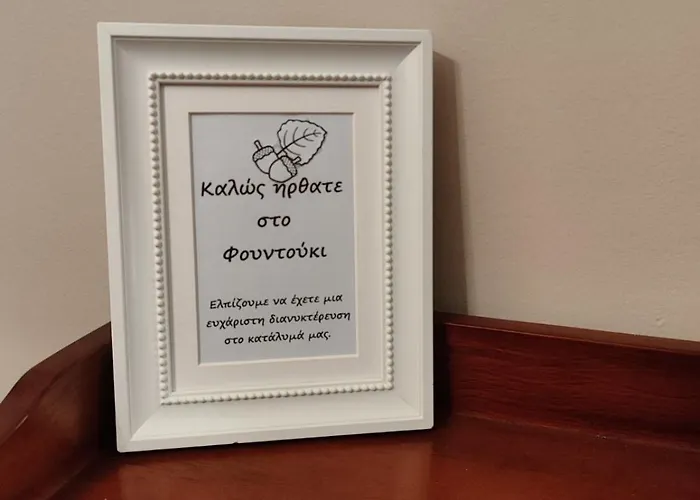 Καλώς ήρθατε
στο
Φουντούκι
Ελπίζουμε να έχετε μια
ευχάριστη διανυκτέρευση
στο κατάλυμά μας.